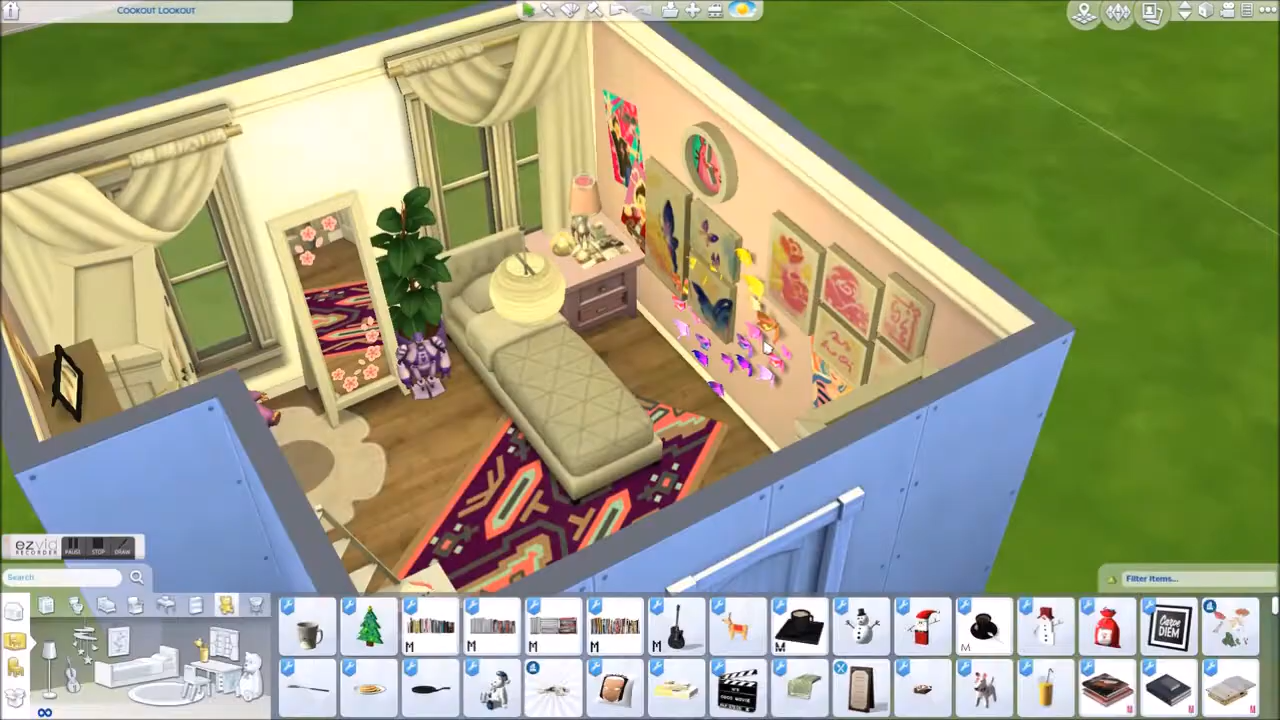 Cookout Lookout
ezvid
RECORDER
PAUSE
STOP
DRAW
Search
Filter Items...
M
M
M
M
M
M
M
CARPE
DIEM
M
M
M